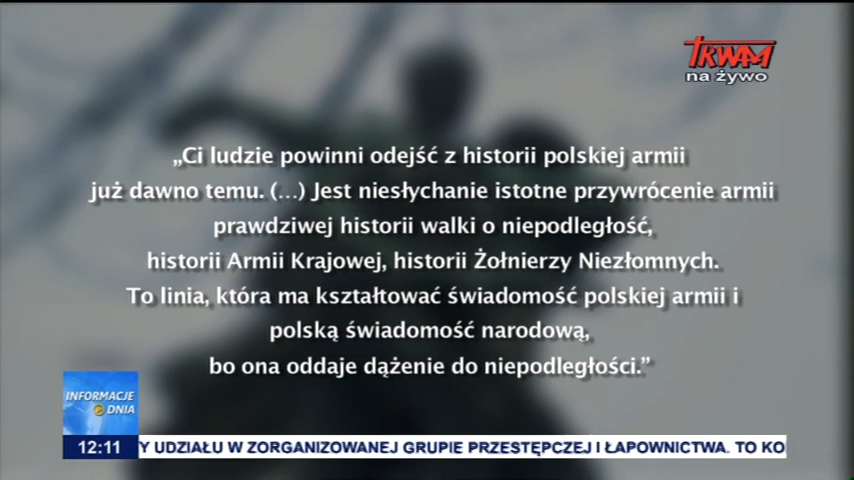 TRWAM
na żywo
„Ci ludzie powinni odejść z historii polskiej armii
już dawno temu. (...) Jest niesłychanie istotne przywrócenie armii
prawdziwej historii walki o niepodległość,
historii Armii Krajowej, historii Żołnierzy Niezłomnych.
To linia, która ma kształtować świadomość polskiej armii i
polską świadomość narodową,
bo ona oddaje dążenie do niepodległości.”
INFORMACJE
DNIA
12:11 Y UDZIAŁU W ZORGANIZOWANEJ GRUPIE PRZESTĘPCZEJ I ŁAPOWNICTWA. TO KO